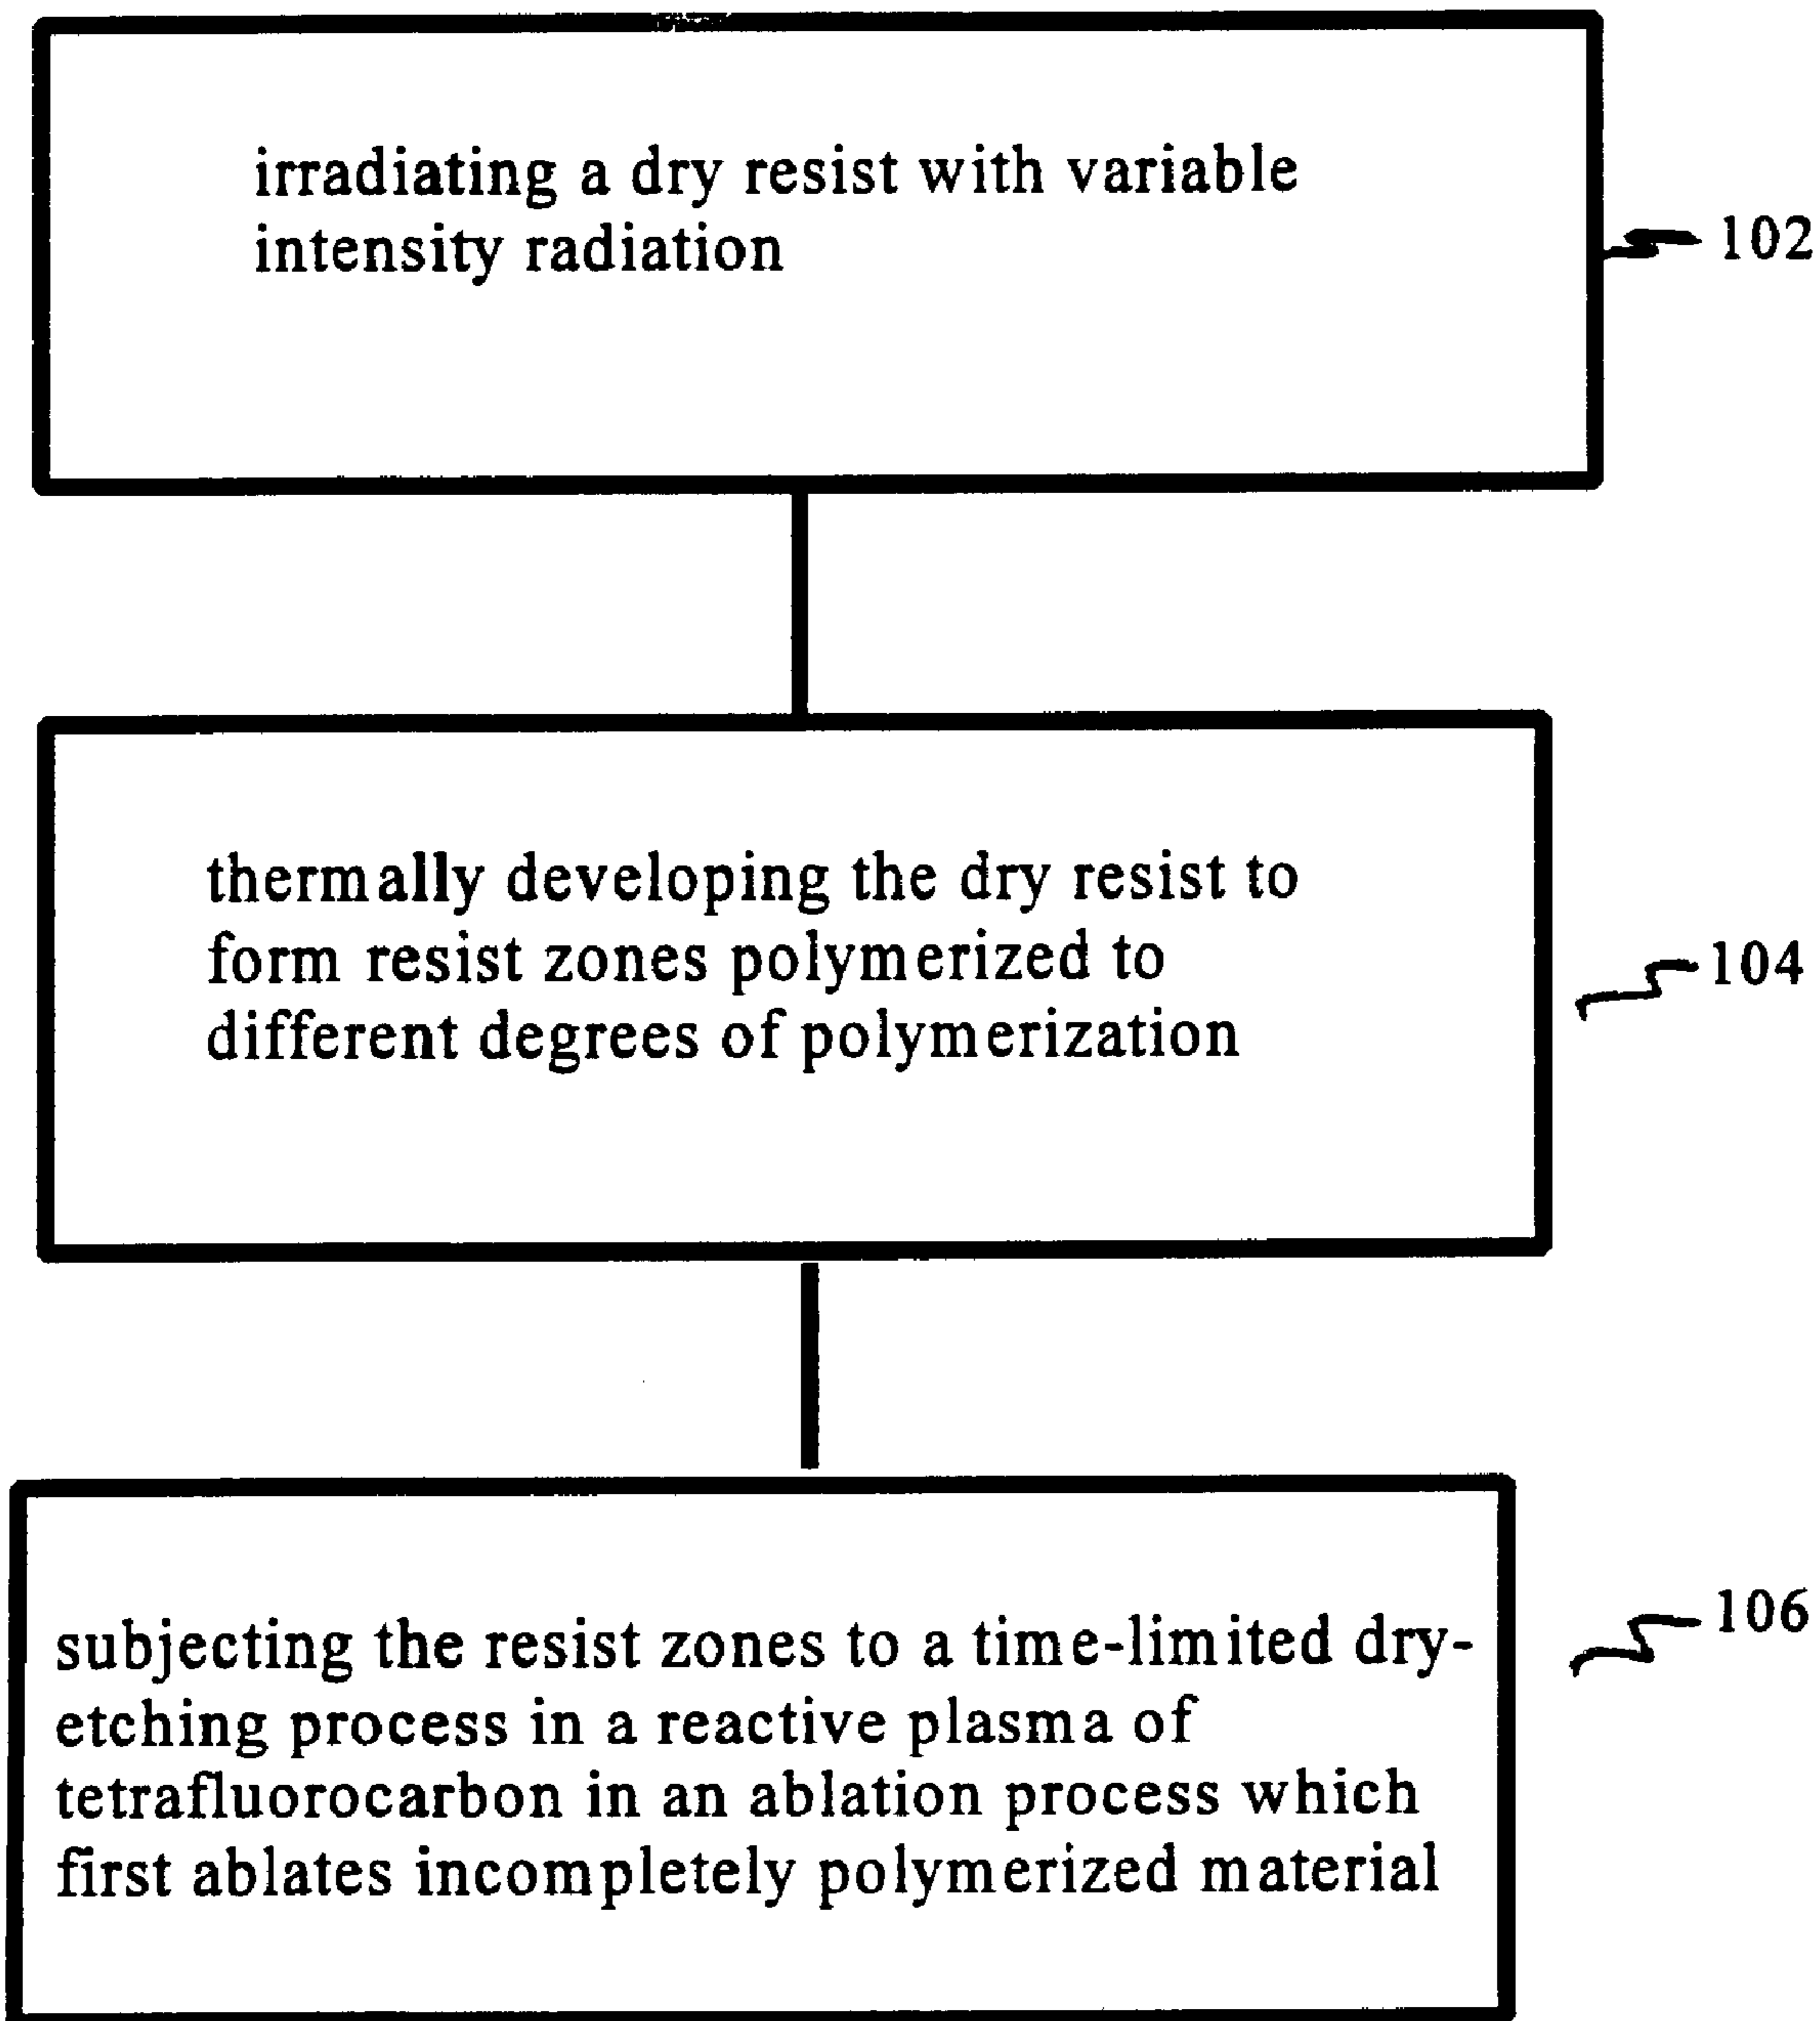 irradiating a dry resist with variable
intensity radiation
102
thermally developing the dry resist to
form resist zones polymerized to
different degrees of polymerization
104
subjecting the resist zones to a time-limited dry-
etching process in a reactive plasma of
tetrafluorocarbon in an ablation process which
first ablates incompletely polymerized material
106